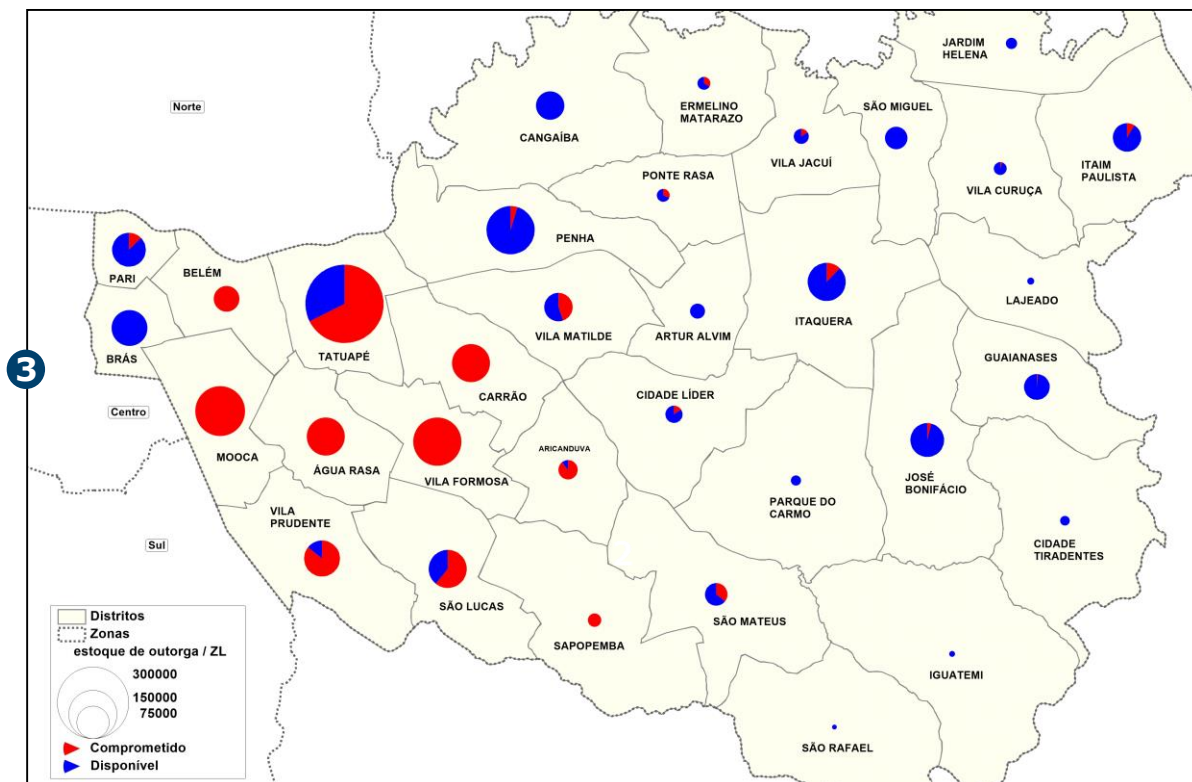 JARDIM
HELENA
Norte
ERMELINO
MATARAZO
SÃO MIGUEL
CANGAÍBA
VILA JACUÍ
ITAIM
PAULISTA
PONTE RASA
VILA CURUÇA
PENHA
PARI
BELÉM
LAJEADO
ITAQUERA
BRÁS
TATUAPÉ
VILA MATILDE
ARTUR ALVIM
GUAIANASES
3
CARRÃO
CIDADE LÍDER
Centro
MOOCA
ÁGUA RASA
VILA FORMOSA
ARICANDUVA
JOSÉ
BONIFÁCIO
PARQUE DO
CARMO
VILA
PRUDENTE
Sul
CIDADE
TIRADENTES
SÃO LUCAS
SÃO MATEUS
SAPOPEMBA
IGUATEMI
SÃO RAFAEL
Distritos
Zonas
estoque de outorga / ZL
300000
150000
75000
Comprometido
Disponível